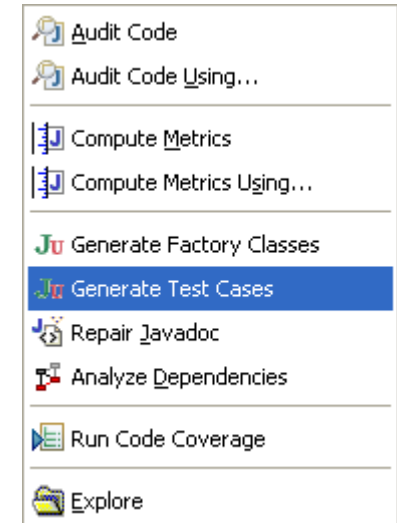 Audit Code
Audit Code Using...
Compute Metrics
Compute Metrics Using...
Generate Factory Classes
Generate Test Cases
Repair Javadoc
Analyze Dependencies
Run Code Coverage
Explore